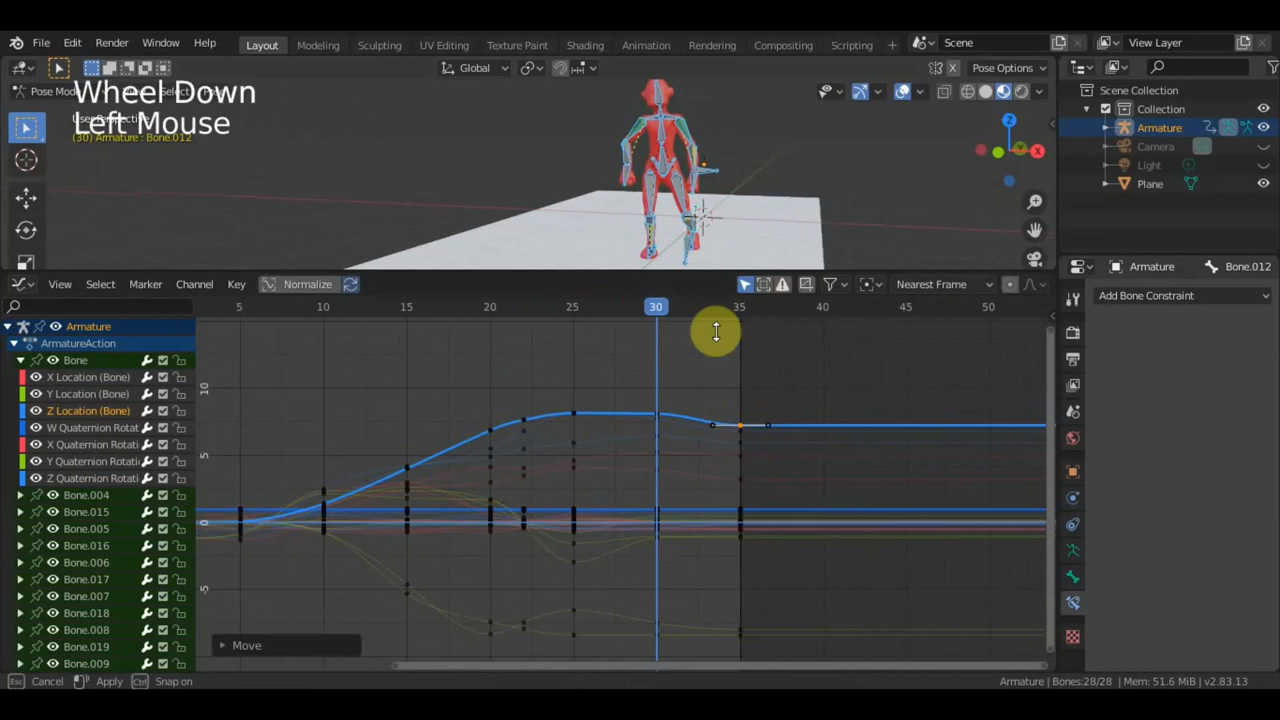 File Edit Render Window Help Layout Modeling Sculpting UV Editing Texture Paint Shading Animation Rendering Compositing Scripting Scene View Layer
Global X Pose Options
Wheel Down
Left Mouse
(30) Armature : Bone.012
Z
X
Scene Collection
Collection
Armature
Camera
Light
Plane
View Select Marker Channel Key Normalize Nearest Frame
Armature Bone.012
Add Bone Constraint
5 10 15 20 25 30 35 40 45 50
Armature
ArmatureAction
Bone
X Location (Bone)
Y Location (Bone)
Z Location (Bone)
W Quaternion Rotat
X Quaternion Rotati
Y Quaternion Rotati
Z Quaternion Rotati
Bone.004
Bone.015
Bone.005
Bone.016
Bone.006
Bone.017
Bone.007
Bone.018
Bone.008
Bone.019
Bone.009
10
5
0
-5
Move
Esc Cancel Apply Ctrl Snap on Armature | Bones:28/28 | Mem: 51.6 MiB | v2.83.13